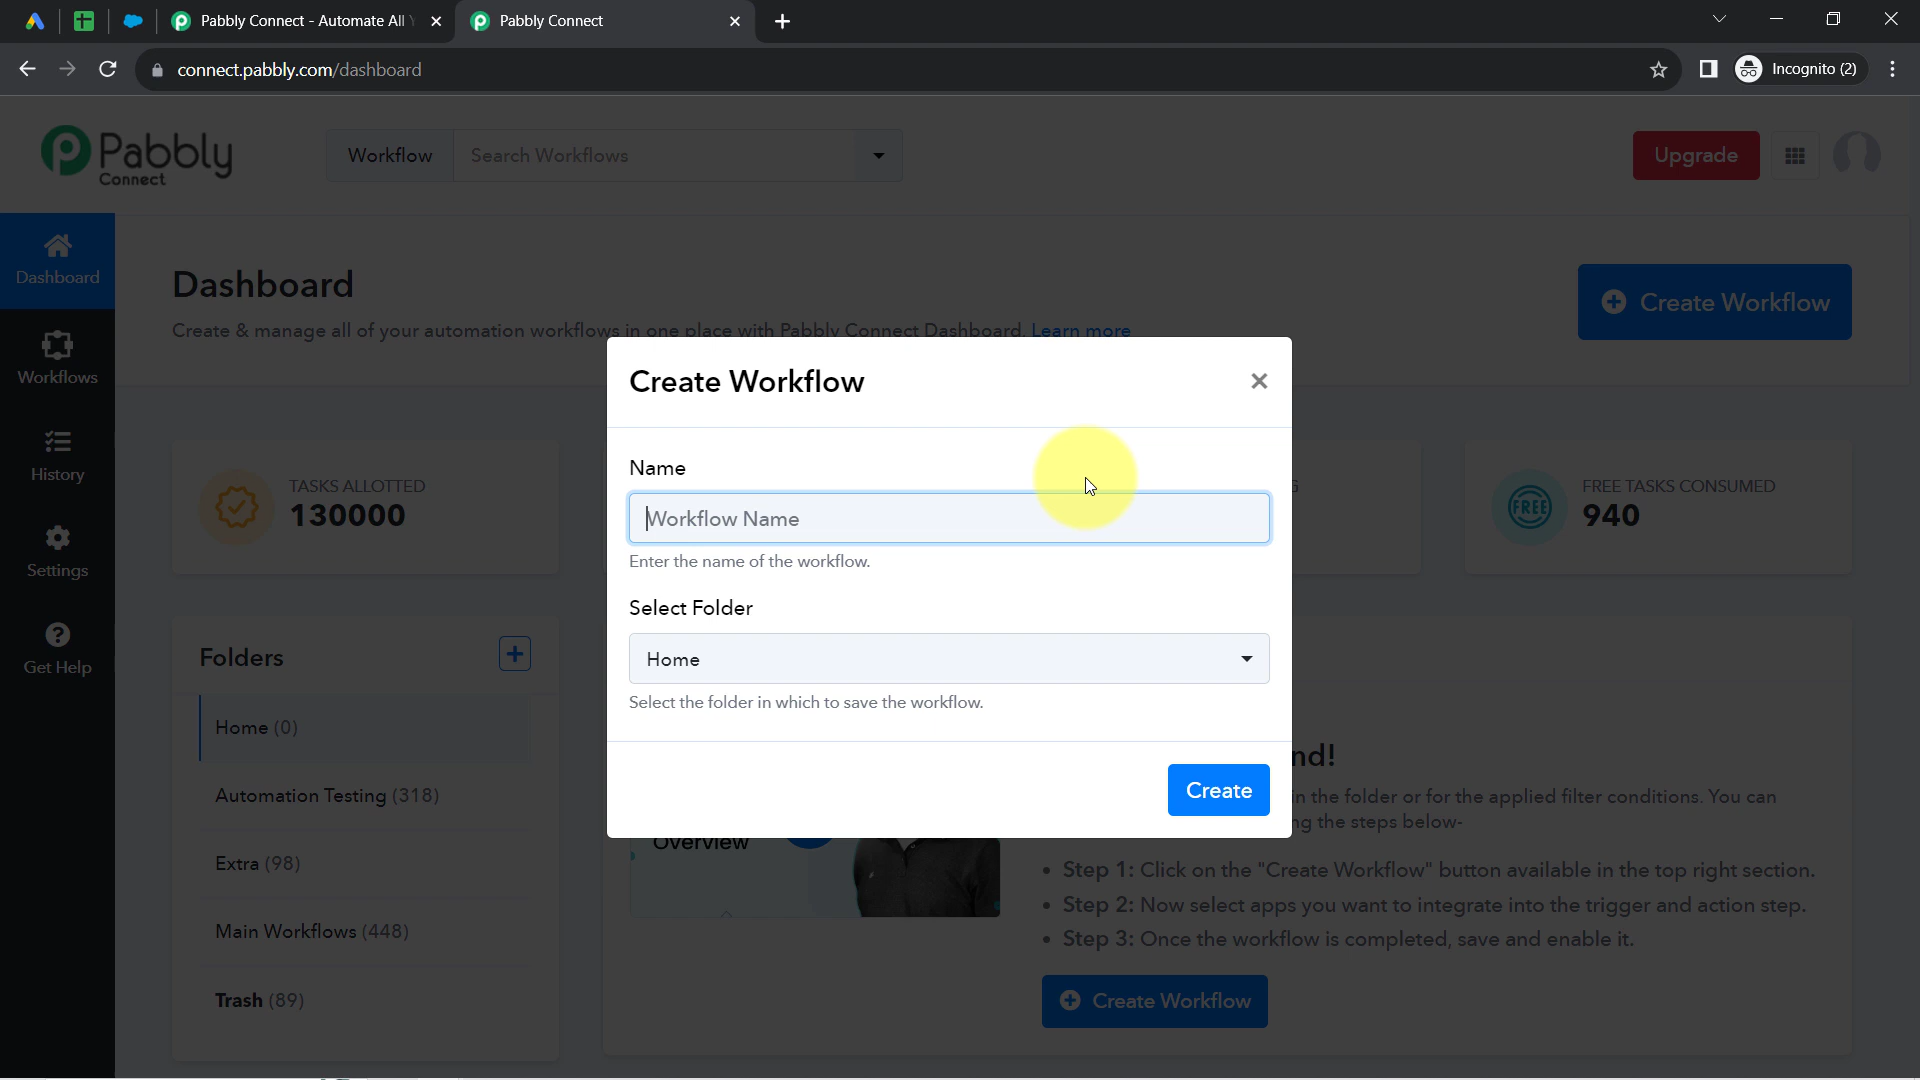 Pabbly Connect - Automate All Y
Pabbly Connect
connect.pabbly.com/dashboard
Incognito (2)
Pabbly
Connect
Workflow
Search Workflows
Upgrade
Dashboard
Workflows
History
Settings
Get Help
Dashboard
Create & manage all of your automation workflows in one place with Pabbly Connect Dashboard. Learn more
Create Workflow
TASKS ALLOTTED
130000
G
FREE
FREE TASKS CONSUMED
940
Folders
Home (0)
Automation Testing (318)
Extra (98)
Main Workflows (448)
Trash (89)
Create Workflow
Name
Workflow Name
Enter the name of the workflow.
Select Folder
Home
Select the folder in which to save the workflow.
Create
Overview
nd!
in the folder or for the applied filter conditions. You can
ng the steps below-
Step 1: Click on the "Create Workflow" button available in the top right section.
Step 2: Now select apps you want to integrate into the trigger and action step.
Step 3: Once the workflow is completed, save and enable it.
Create Workflow